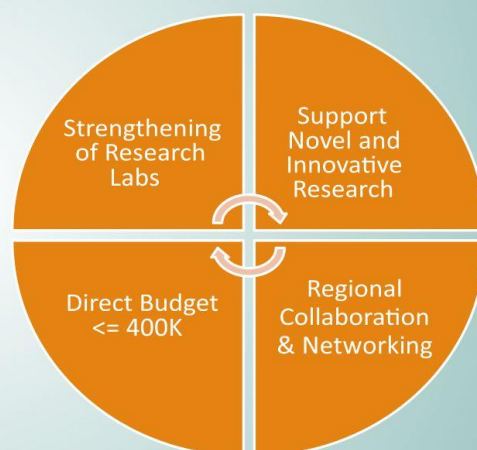 Strengthening
of Research
Labs
Support
Novel and
Innovative
Research
Direct Budget
<= 400K
Regional
Collaboration
& Networking